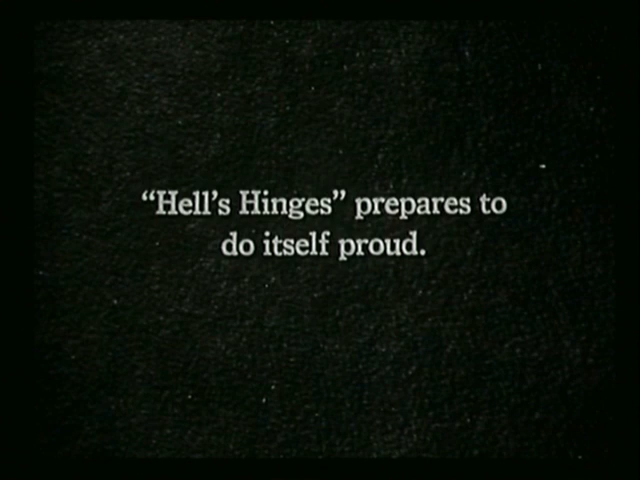 “Hell’s Hinges” prepares to
do itself proud.